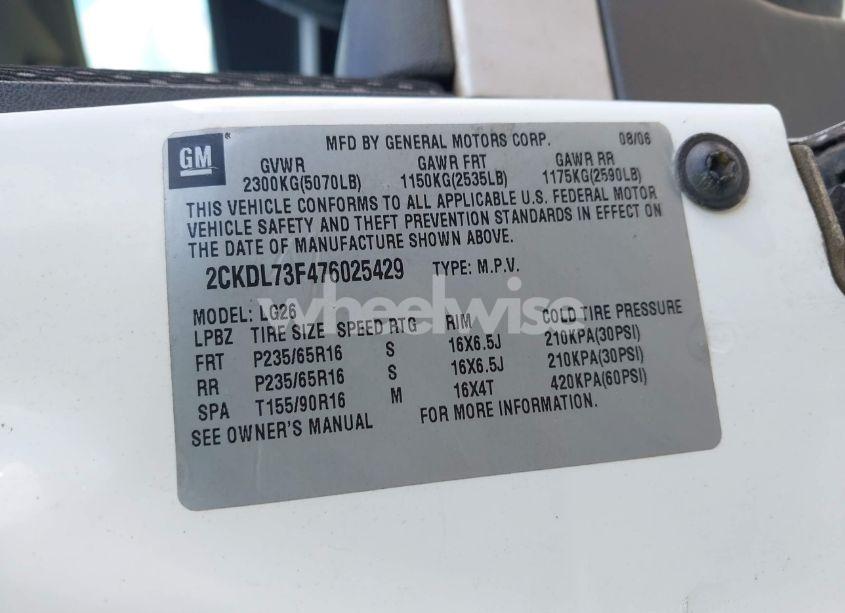 GM MFD BY GENERAL MOTORS CORP. 08/06
GVWR GAWR FRT GAWR RR
2300KG(5070LB) 1150KG(2535LB) 1175KG(2590LB)
THIS VEHICLE CONFORMS TO ALL APPLICABLE U.S. FEDERAL MOTOR
VEHICLE SAFETY AND THEFT PREVENTION STANDARDS IN EFFECT ON
THE DATE OF MANUFACTURE SHOWN ABOVE.
2CKDL73F476025429 TYPE: M.P.V.
wheelwise
MODEL: LG26
LPBZ TIRE SIZE SPEED RTG RIM COLD TIRE PRESSURE
FRT P235/65R16 S 16X6.5J 210KPA(30PSI)
RR P235/65R16 S 16X6.5J 210KPA(30PSI)
SPA T155/90R16 M 16X4T 420KPA(60PSI)
SEE OWNER'S MANUAL FOR MORE INFORMATION.